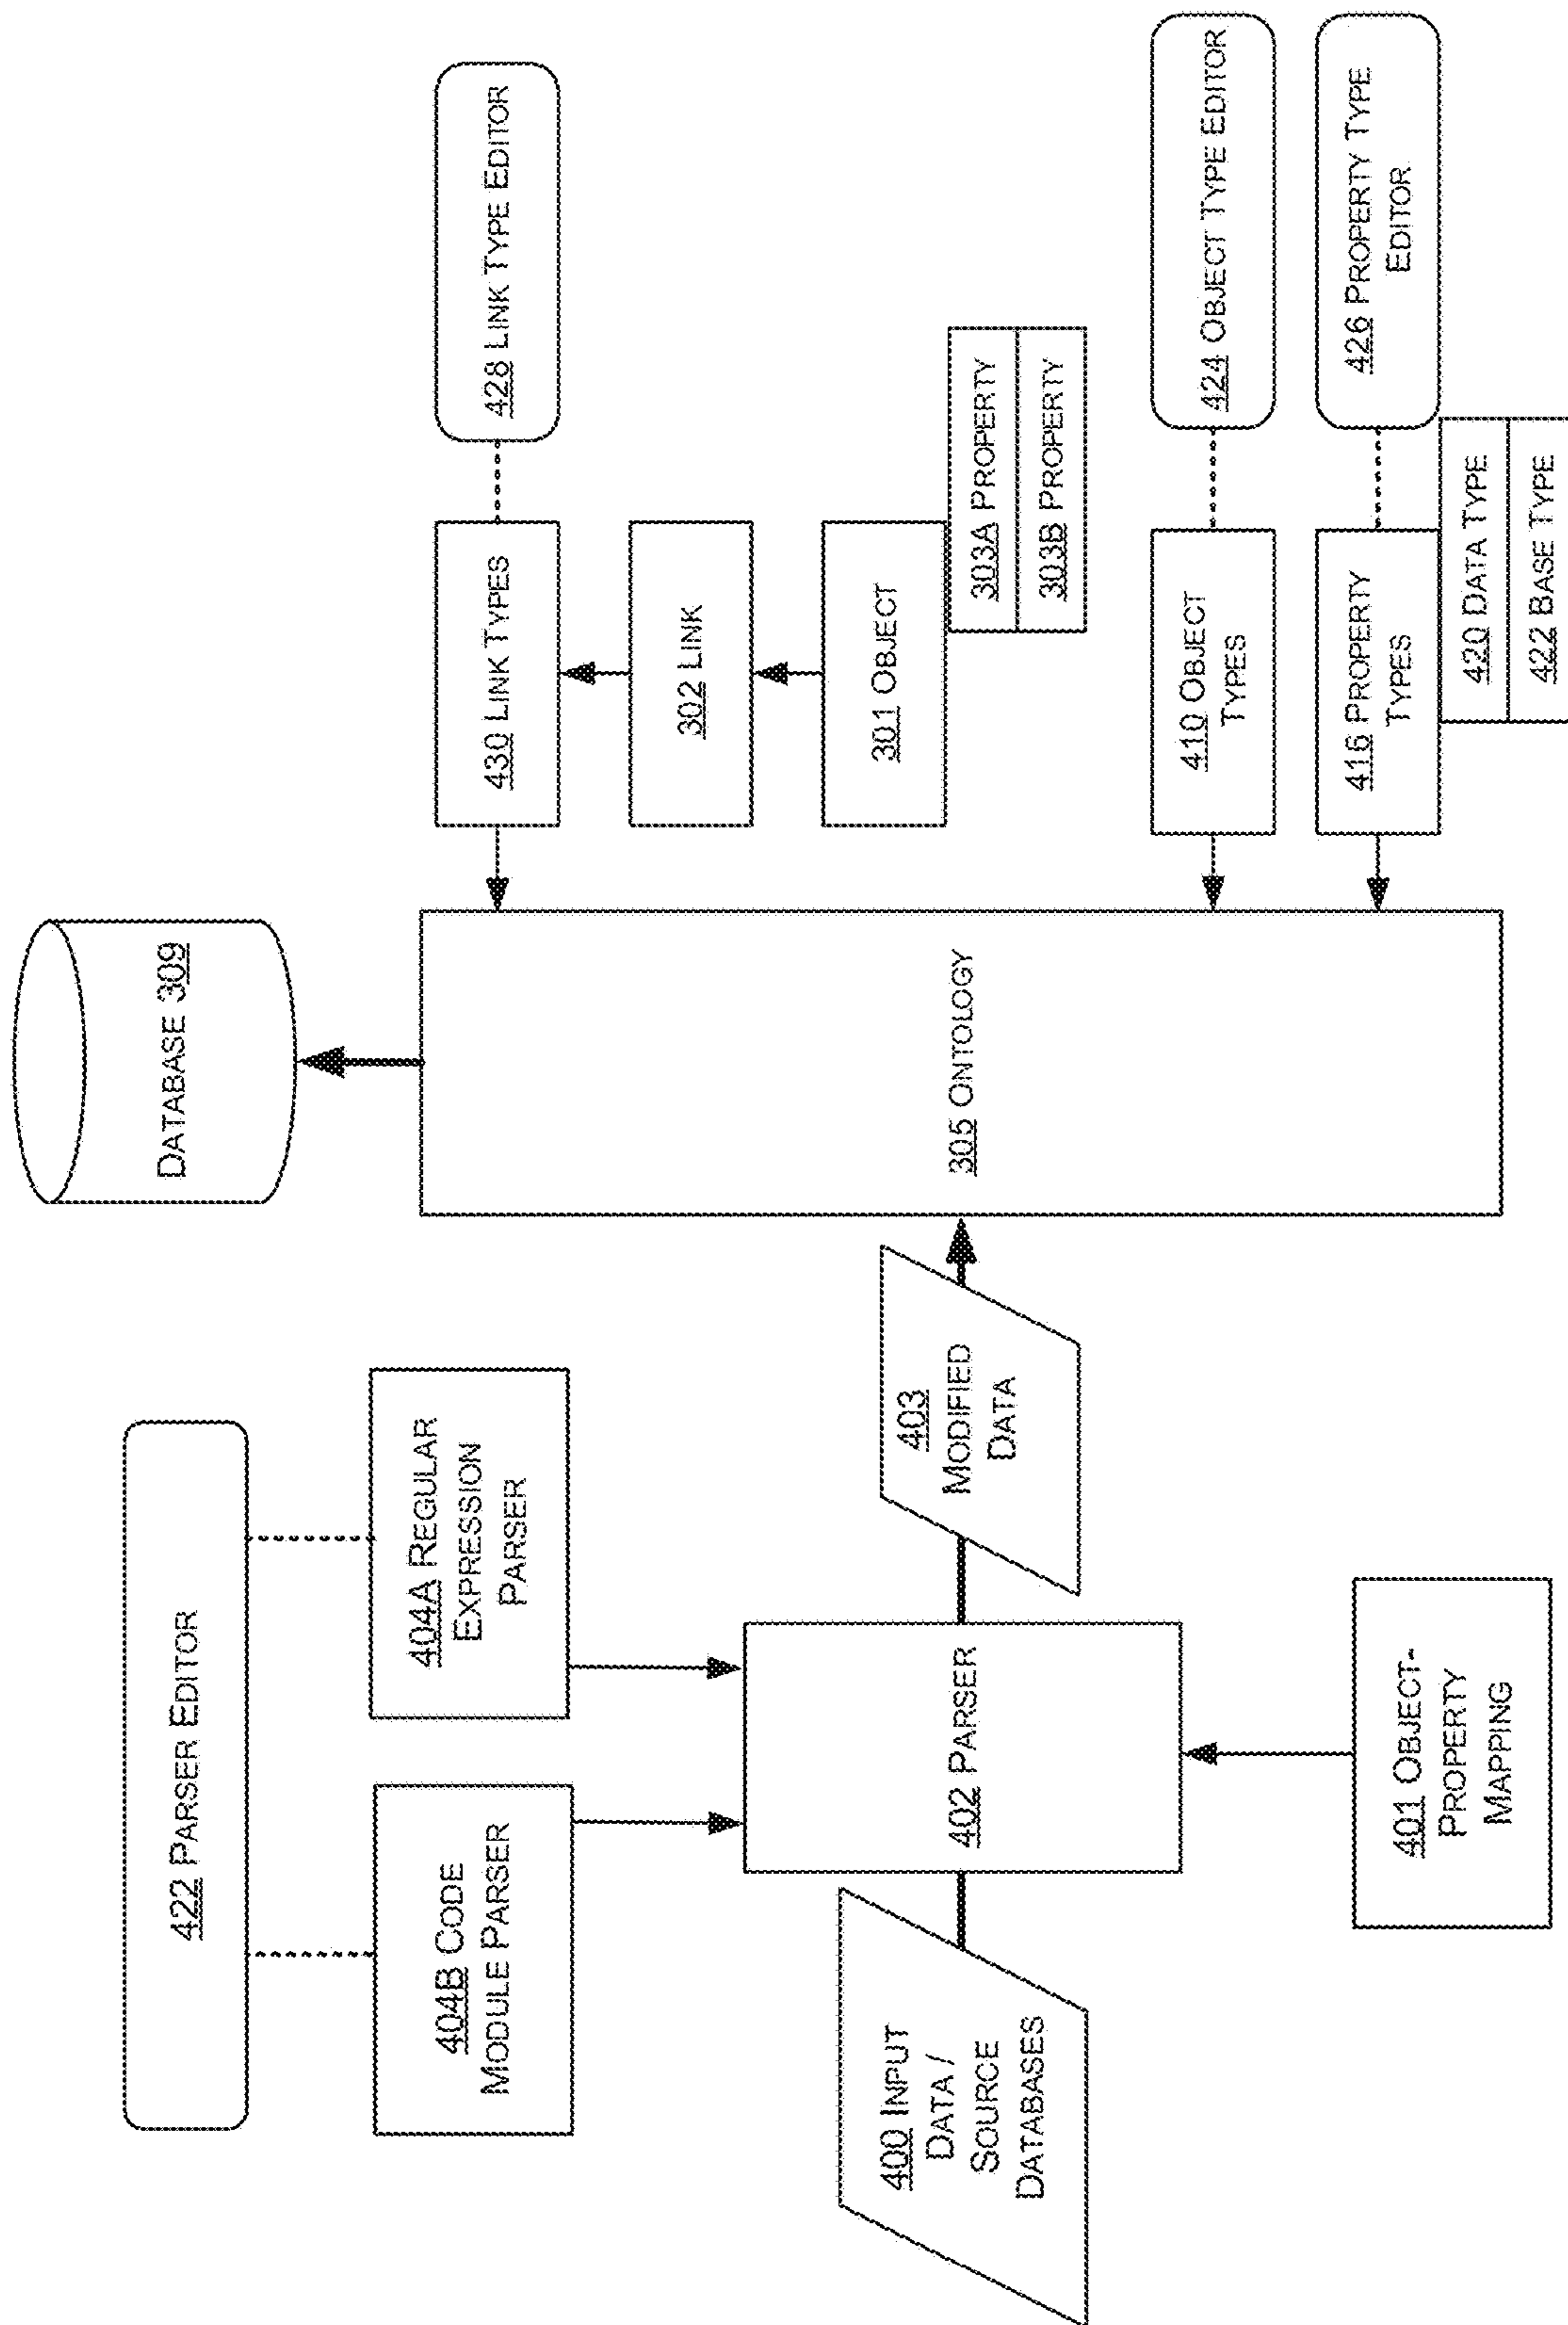 422 PARSER EDITOR
404B CODE
MODULE PARSER
404A REGULAR
EXPRESSION
PARSER
400 INPUT
DATA /
SOURCE
DATABASES
402 PARSER
403
MODIFIED
DATA
401 OBJECT-
PROPERTY
MAPPING
DATABASE 309
305 ONTOLOGY
430 LINK TYPES
428 LINK TYPE EDITOR
302 LINK
301 OBJECT
303A PROPERTY
303B PROPERTY
410 OBJECT
TYPES
424 OBJECT TYPE EDITOR
416 PROPERTY
TYPES
426 PROPERTY TYPE
EDITOR
420 DATA TYPE
422 BASE TYPE